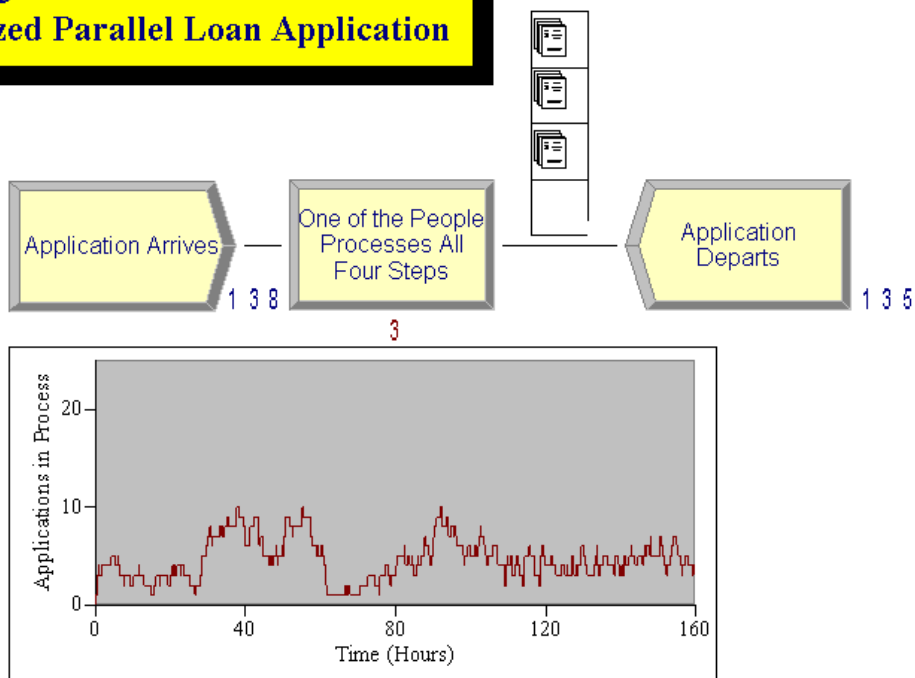 Parallel Loan Application
Application Arrives
1 3 8
One of the People
Processes All
Four Steps
3
Application
Departs
1 3 5
Applications in Process
20
10
0
0 40 80 120 160
Time (Hours)